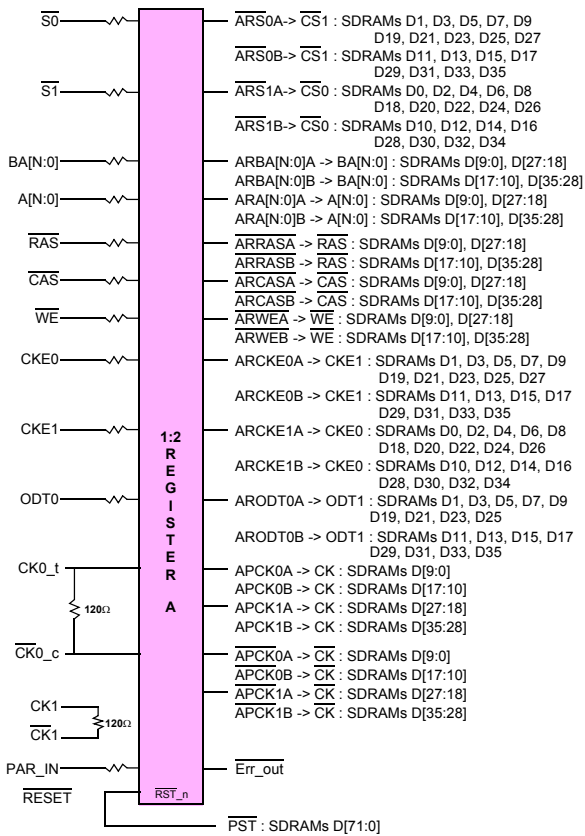 S0
ARS0A-> CS1 : SDRAMs D1, D3, D5, D7, D9
D19, D21, D23, D25, D27
ARS0B-> CS1 : SDRAMs D11, D13, D15, D17
D29, D31, D33, D35
S1
ARS1A-> CS0 : SDRAMs D0, D2, D4, D6, D8
D18, D20, D22, D24, D26
ARS1B-> CS0 : SDRAMs D10, D12, D14, D16
D28, D30, D32, D34
BA[N:0]
ARBA[N:0]A -> BA[N:0] : SDRAMs D[9:0], D[27:18]
ARBA[N:0]B -> BA[N:0] : SDRAMs D[17:10], D[35:28]
A[N:0]
ARA[N:0]A -> A[N:0] : SDRAMs D[9:0], D[27:18]
ARA[N:0]B -> A[N:0] : SDRAMs D[17:10], D[35:28]
RAS
ARRASA -> RAS : SDRAMs D[9:0], D[27:18]
ARRASB -> RAS : SDRAMs D[17:10], D[35:28]
CAS
ARCASA -> CAS : SDRAMs D[9:0], D[27:18]
ARCASB -> CAS : SDRAMs D[17:10], D[35:28]
WE
ARWEA -> WE : SDRAMs D[9:0], D[27:18]
ARWEB -> WE : SDRAMs D[17:10], D[35:28]
CKE0
ARCKE0A -> CKE1 : SDRAMs D1, D3, D5, D7, D9
D19, D21, D23, D25, D27
ARCKE0B -> CKE1 : SDRAMs D11, D13, D15, D17
D29, D31, D33, D35
CKE1
ARCKE1A -> CKE0 : SDRAMs D0, D2, D4, D6, D8
D18, D20, D22, D24, D26
ARCKE1B -> CKE0 : SDRAMs D10, D12, D14, D16
D28, D30, D32, D34
1:2
R
E
G
I
S
T
E
R
A
ODT0
ARODT0A -> ODT1 : SDRAMs D1, D3, D5, D7, D9
D19, D21, D23, D25
ARODT0B -> ODT1 : SDRAMs D11, D13, D15, D17
D29, D31, D33, D35
CK0_t
120Ω
CK0_c
APCK0A -> CK : SDRAMs D[9:0]
APCK0B -> CK : SDRAMs D[17:10]
APCK1A -> CK : SDRAMs D[27:18]
APCK1B -> CK : SDRAMs D[35:28]
APCK0A -> CK : SDRAMs D[9:0]
APCK0B -> CK : SDRAMs D[17:10]
APCK1A -> CK : SDRAMs D[27:18]
APCK1B -> CK : SDRAMs D[35:28]
CK1
120Ω
CK1
PAR_IN
Err_out
RESET
RST_n
PST : SDRAMs D[71:0]